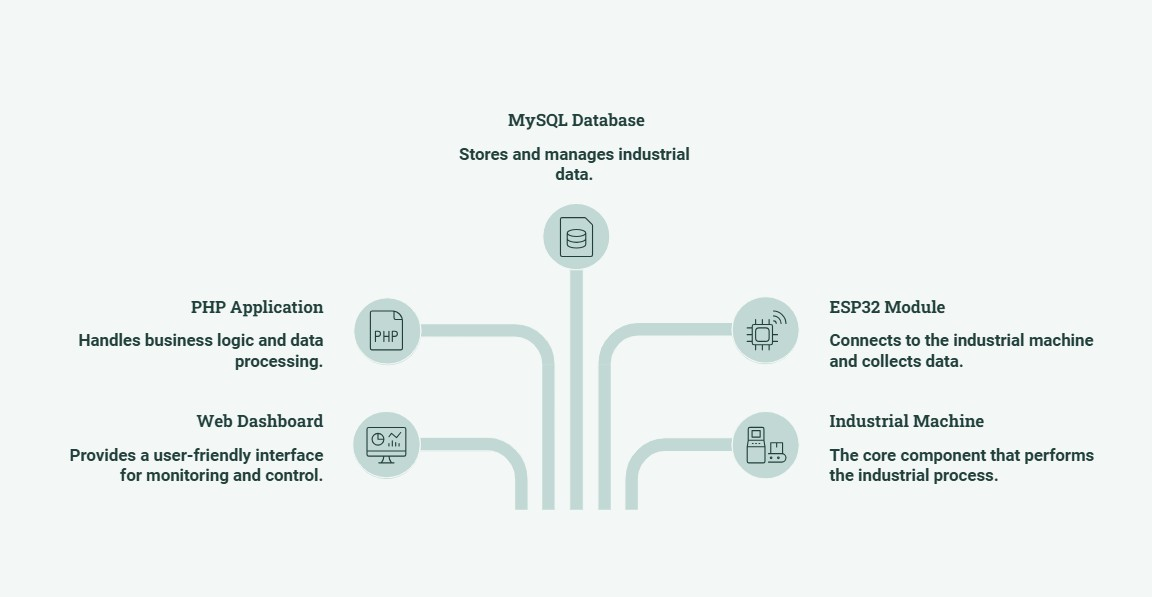 MySQL Database
Stores and manages industrial
data.
PHP Application
Handles business logic and data
processing.
PHP
ESP32 Module
Connects to the industrial machine
and collects data.
Web Dashboard
Provides a user-friendly interface
for monitoring and control.
Industrial Machine
The core component that performs
the industrial process.